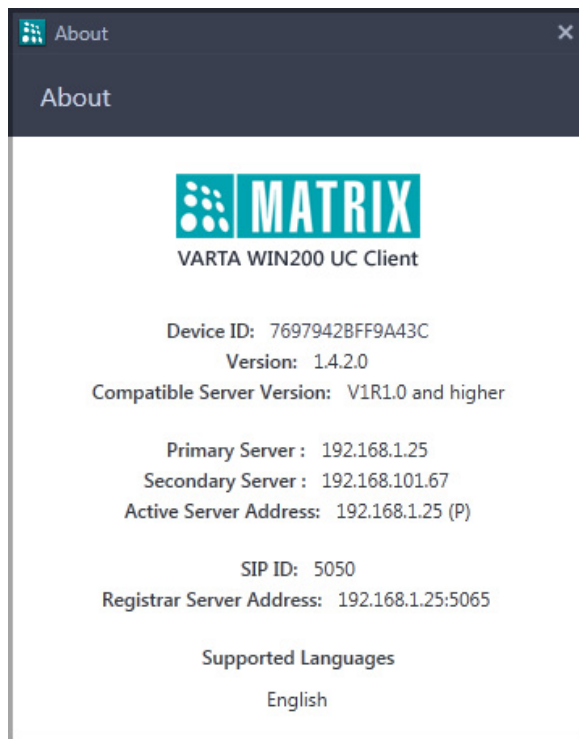 About
About
MATRIX
VARTA WIN200 UC Client
Device ID: 7697942BFF9A43C
Version: 1.4.2.0
Compatible Server Version: V1R1.0 and higher
Primary Server : 192.168.1.25
Secondary Server : 192.168.101.67
Active Server Address: 192.168.1.25 (P)
SIP ID: 5050
Registrar Server Address: 192.168.1.25:5065
Supported Languages
English